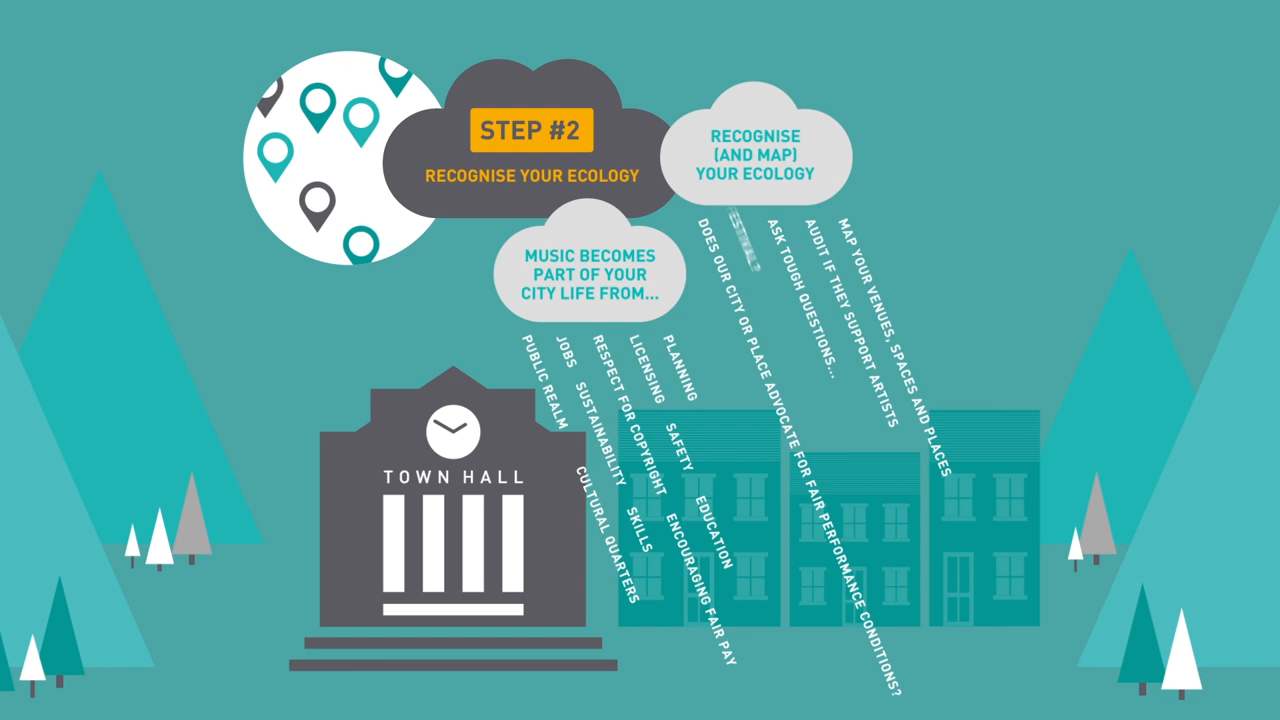 STEP #2
RECOGNISE YOUR ECOLOGY
RECOGNISE
(AND MAP)
YOUR ECOLOGY
MUSIC BECOMES
PART OF YOUR
CITY LIFE FROM...
PUBLIC REALM
CULTURAL QUARTERS
JOBS
SUSTAINABILITY
SKILLS
RESPECT FOR COPYRIGHT
ENCOURAGING FAIR PAY
LICENSING
SAFETY
EDUCATION
PLANNING
DOES OUR CITY OR PLACE ADVOCATE FOR FAIR PERFORMANCE CONDITIONS?
ASK TOUGH QUESTIONS...
AUDIT IF THEY SUPPORT ARTISTS
MAP YOUR VENUES, SPACES AND PLACES
TOWN HALL